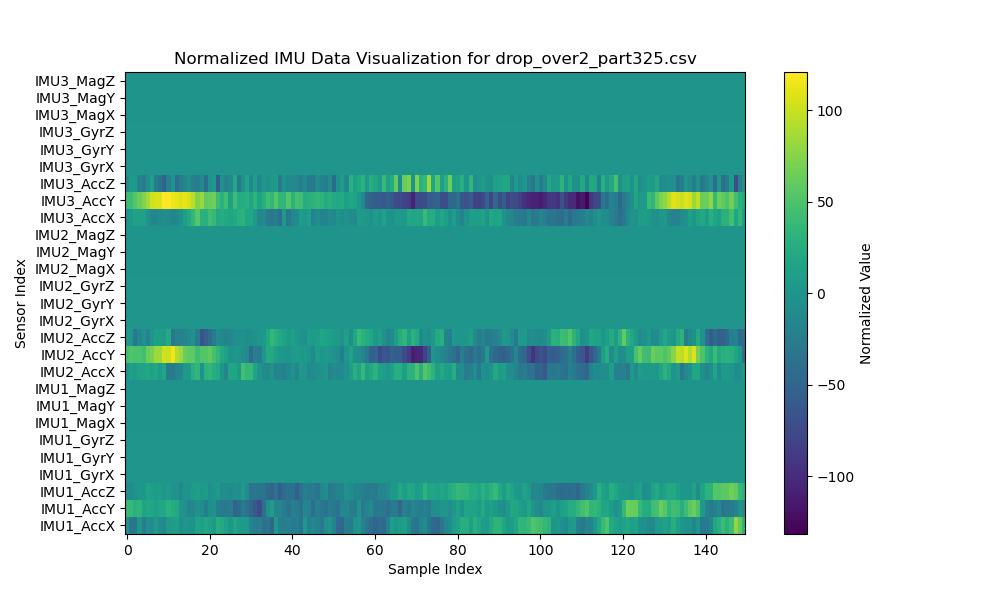 Normalized IMU Data Visualization for drop_over2_part325.csv
IMU3_MagZ
IMU3_MagY
IMU3_MagX
IMU3_GyrZ
IMU3_GyrY
IMU3_GyrX
IMU3_AccZ
IMU3_AccY
IMU3_AccX
IMU2_MagZ
IMU2_MagY
IMU2_MagX
IMU2_GyrZ
IMU2_GyrY
IMU2_GyrX
IMU2_AccZ
IMU2_AccY
IMU2_AccX
IMU1_MagZ
IMU1_MagY
IMU1_MagX
IMU1_GyrZ
IMU1_GyrY
IMU1_GyrX
IMU1_AccZ
IMU1_AccY
IMU1_AccX
Sensor Index
0 20 40 60 80 100 120 140
Sample Index
100
50
0
−50
−100
Normalized Value